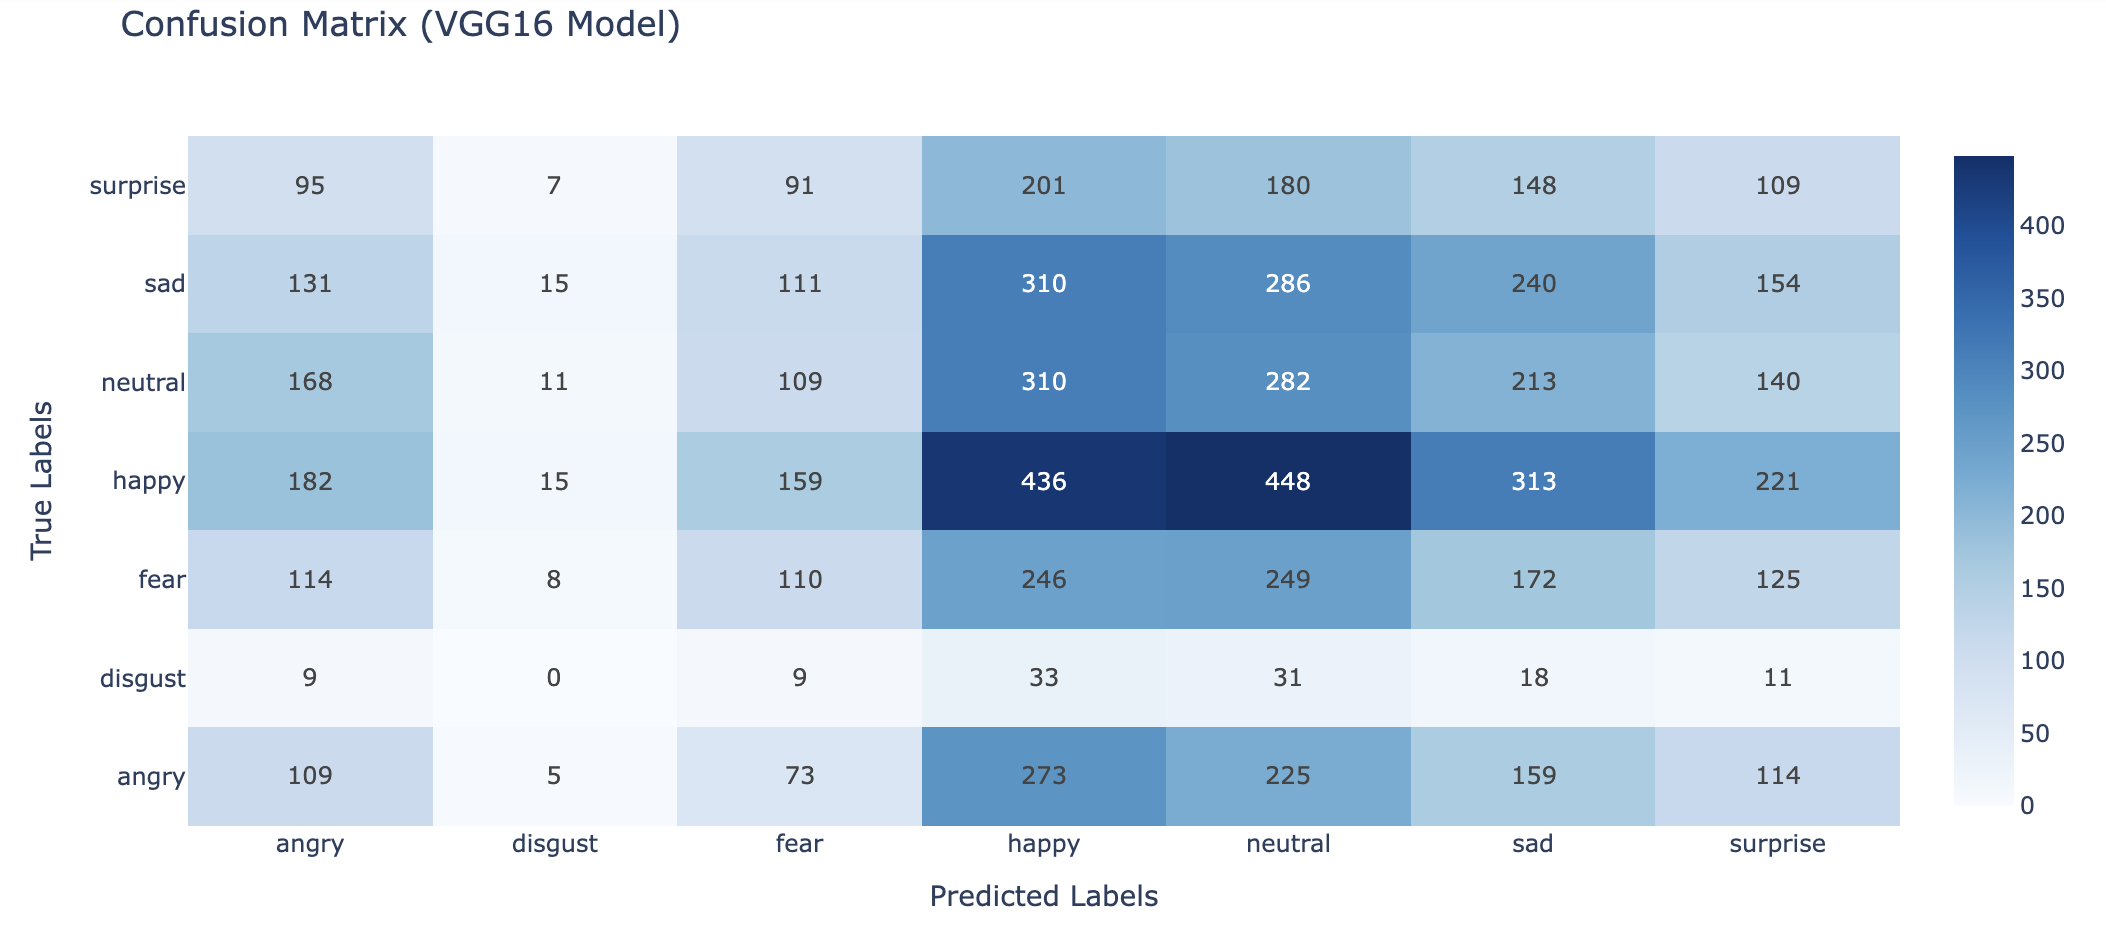 Confusion Matrix (VGG16 Model)
True Labels
surprise 95 7 91 201 180 148 109
sad 131 15 111 310 286 240 154
neutral 168 11 109 310 282 213 140
happy 182 15 159 436 448 313 221
fear 114 8 110 246 249 172 125
disgust 9 0 9 33 31 18 11
angry 109 5 73 273 225 159 114
angry disgust fear happy neutral sad surprise
Predicted Labels
400
350
300
250
200
150
100
50
0